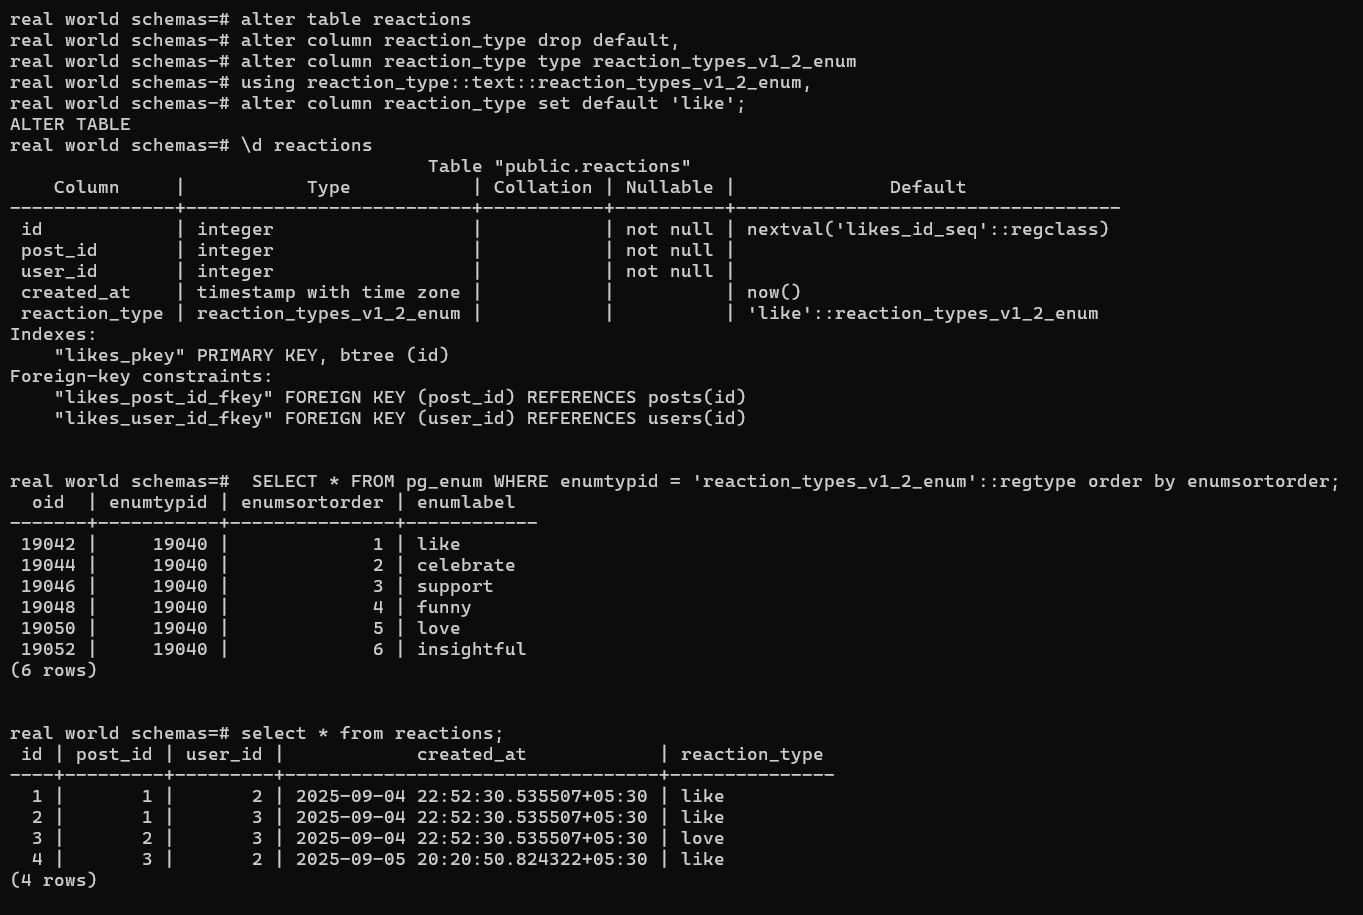 real world schemas=# alter table reactions
real world schemas-# alter column reaction_type drop default,
real world schemas-# alter column reaction_type type reaction_types_v1_2_enum
real world schemas-# using reaction_type::text::reaction_types_v1_2_enum,
real world schemas-# alter column reaction_type set default 'like';
ALTER TABLE
real world schemas=# \d reactions
                                      Table "public.reactions"
    Column     |           Type           | Collation | Nullable |              Default
---------------+--------------------------+-----------+----------+-----------------------------------
 id            | integer                  |           | not null | nextval('likes_id_seq'::regclass)
 post_id       | integer                  |           | not null |
 user_id       | integer                  |           | not null |
 created_at    | timestamp with time zone |           |          | now()
 reaction_type | reaction_types_v1_2_enum |           |          | 'like'::reaction_types_v1_2_enum
Indexes:
    "likes_pkey" PRIMARY KEY, btree (id)
Foreign-key constraints:
    "likes_post_id_fkey" FOREIGN KEY (post_id) REFERENCES posts(id)
    "likes_user_id_fkey" FOREIGN KEY (user_id) REFERENCES users(id)
real world schemas=#  SELECT * FROM pg_enum WHERE enumtypid = 'reaction_types_v1_2_enum'::regtype order by enumsortorder;
  oid  | enumtypid | enumsortorder | enumlabel
-------+-----------+---------------+------------
 19042 |     19040 |             1 | like
 19044 |     19040 |             2 | celebrate
 19046 |     19040 |             3 | support
 19048 |     19040 |             4 | funny
 19050 |     19040 |             5 | love
 19052 |     19040 |             6 | insightful
(6 rows)
real world schemas=# select * from reactions;
 id | post_id | user_id |            created_at            | reaction_type
----+---------+---------+----------------------------------+---------------
  1 |       1 |       2 | 2025-09-04 22:52:30.535507+05:30 | like
  2 |       1 |       3 | 2025-09-04 22:52:30.535507+05:30 | like
  3 |       2 |       3 | 2025-09-04 22:52:30.535507+05:30 | love
  4 |       3 |       2 | 2025-09-05 20:20:50.824322+05:30 | like
(4 rows)